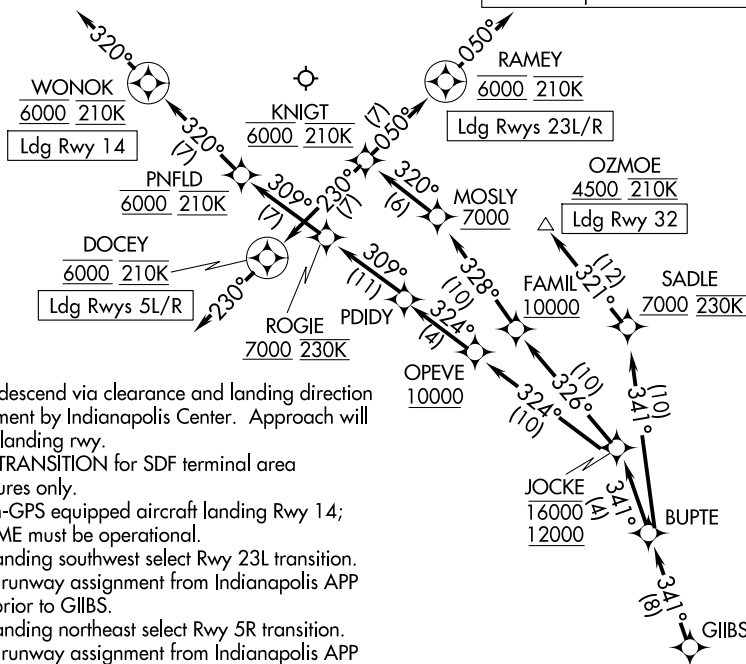 320°
050°
WONOK
6000 210K
Ldg Rwy 14
RAMEY
6000 210K
Ldg Rwys 23L/R
KNIGT
6000 210K
(7)
050°
320°
(7)
PNFLD
6000 210K
309°
(7)
230°
(7)
320°
(6)
MOSLY
7000
OZMOE
4500 210K
Ldg Rwy 32
DOCEY
6000 210K
Ldg Rwys 5L/R
230°
309°
(11)
328°
(10)
FAMIL
10000
(12)
321°
SADLE
7000 230K
ROGIE
7000 230K
PDIDY
324°
(4)
OPEVE
10000
326°
(10)
324°
(10)
341°
(10)
descend via clearance and landing direction
ment by Indianapolis Center. Approach will
landing rwy.
TRANSITION for SDF terminal area
ures only.
n-GPS equipped aircraft landing Rwy 14;
ME must be operational.
anding southwest select Rwy 23L transition.
runway assignment from Indianapolis APP
prior to GIIBS.
anding northeast select Rwy 5R transition.
runway assignment from Indianapolis APP
JOCKE
16000
12000
341°
(4)
BUPTE
341°
(8)
GIIBS